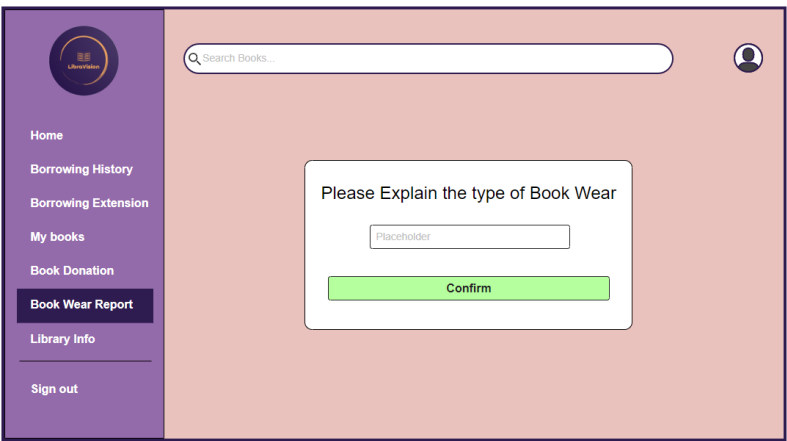 LibraVision
Home
Borrowing History
Borrowing Extension
My books
Book Donation
Book Wear Report
Library Info
Sign out
Search Books...
Please Explain the type of Book Wear
Placeholder
Confirm